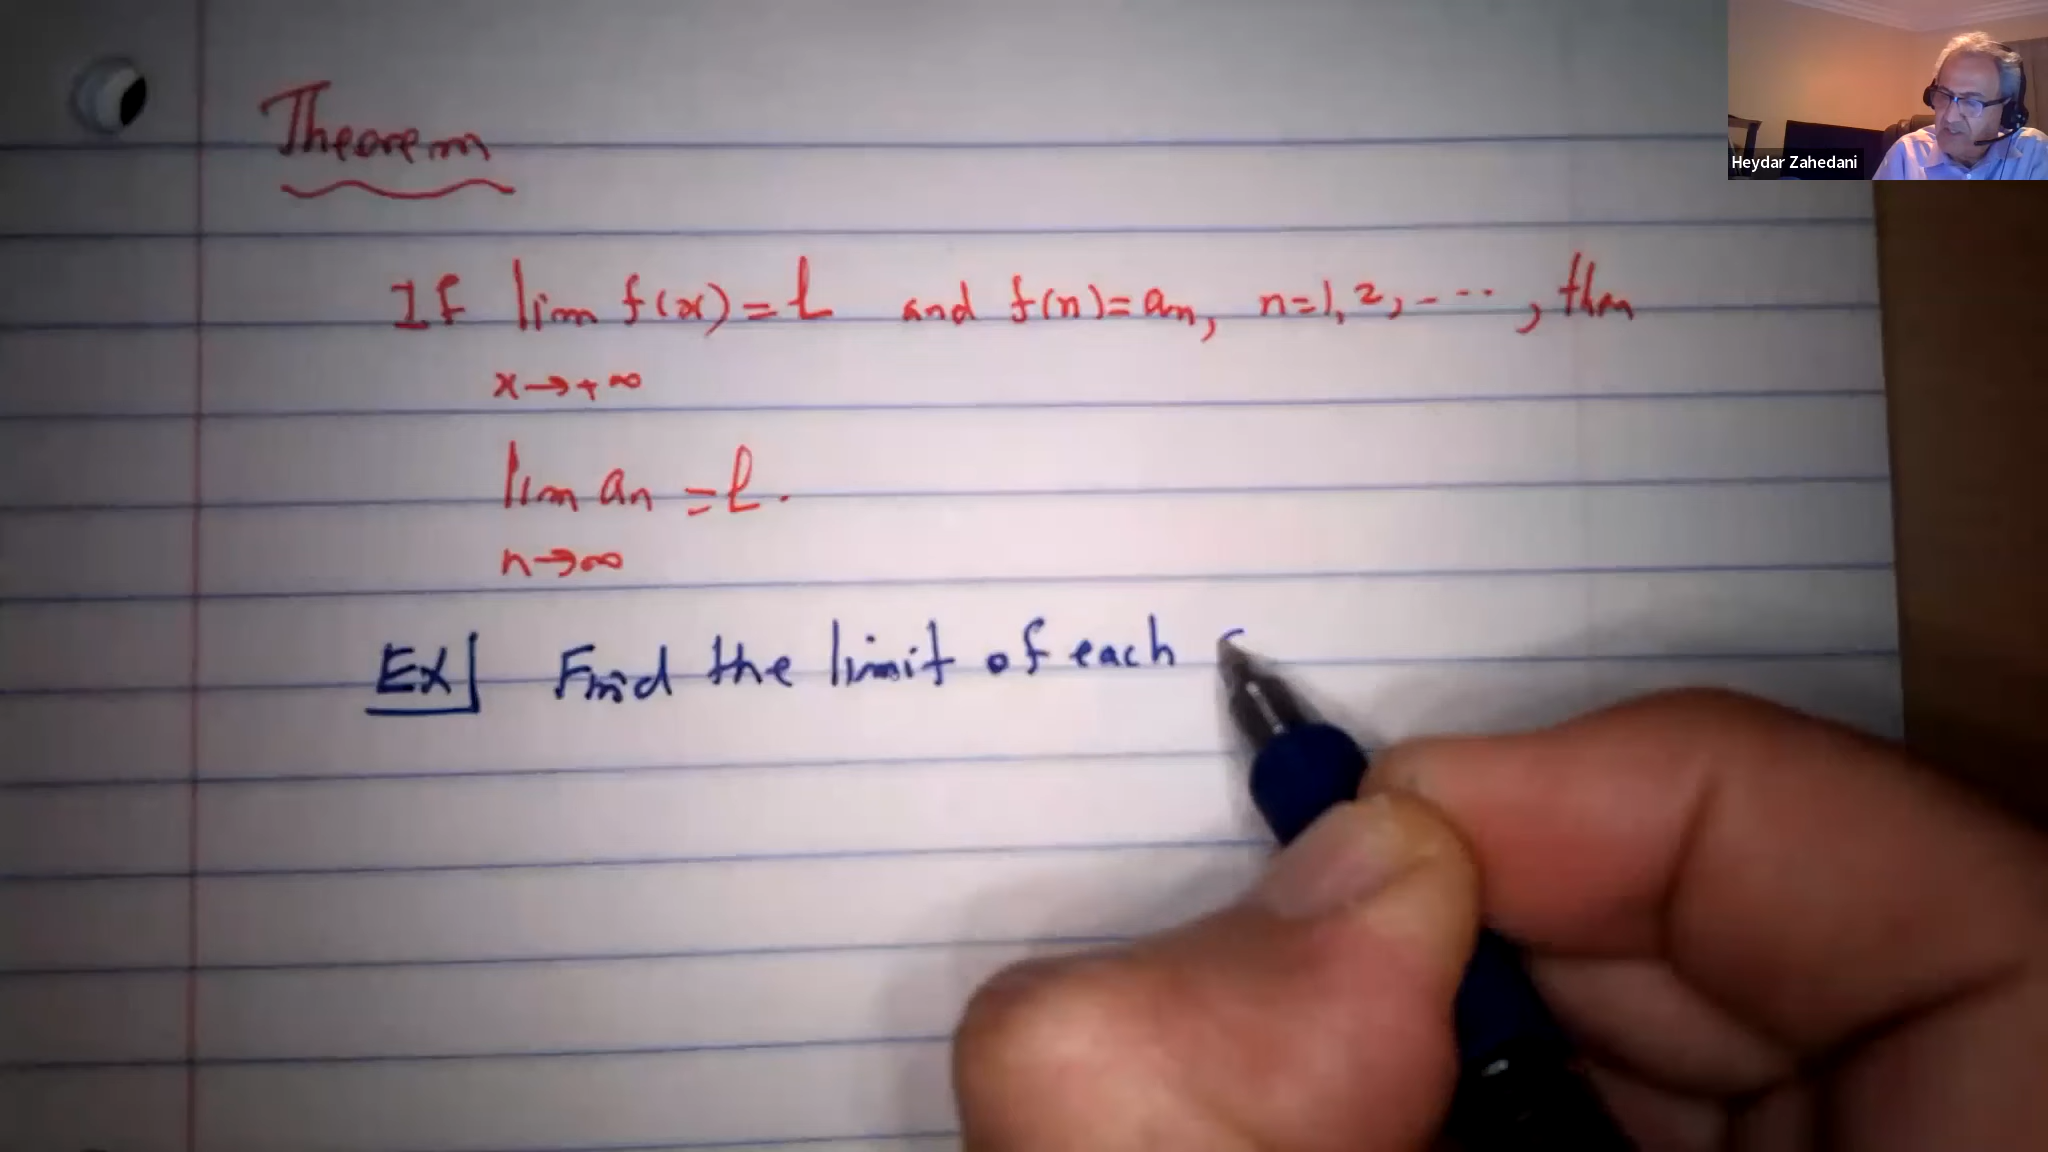 Theorem
Heydar Zahedani
If lim f(x) = L and f(n) = an, n=1,2,...., then
x→+∞
lim an = L.
n→∞
Ex Find the limit of each